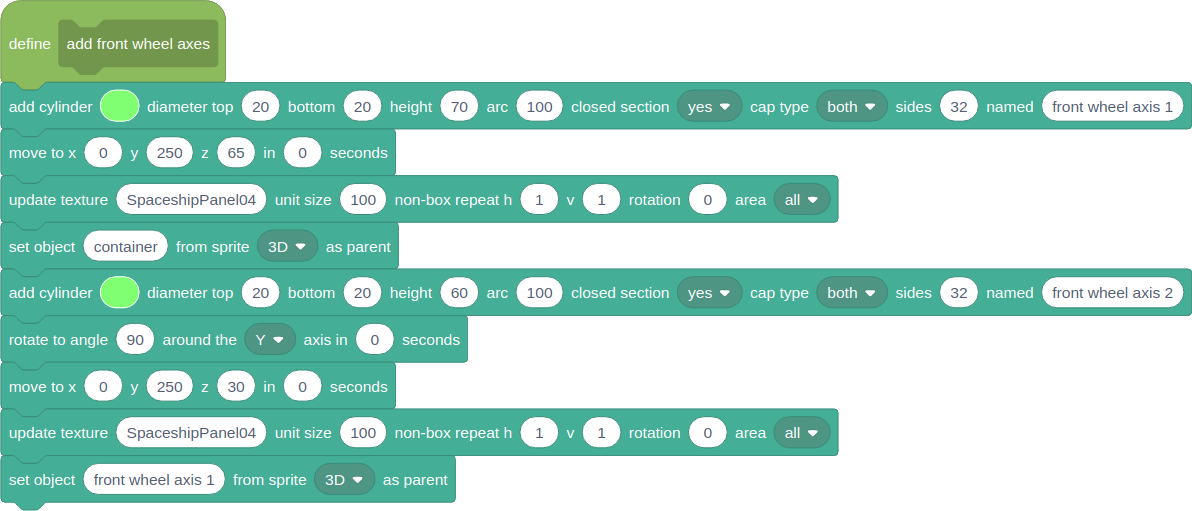 define add front wheel axes
add cylinder diameter top 20 bottom 20 height 70 arc 100 closed section yes cap type both sides 32 named front wheel axis 1
move to x 0 y 250 z 65 in 0 seconds
update texture SpaceshipPanel04 unit size 100 non-box repeat h 1 v 1 rotation 0 area all
set object container from sprite 3D as parent
add cylinder diameter top 20 bottom 20 height 60 arc 100 closed section yes cap type both sides 32 named front wheel axis 2
rotate to angle 90 around the Y axis in 0 seconds
move to x 0 y 250 z 30 in 0 seconds
update texture SpaceshipPanel04 unit size 100 non-box repeat h 1 v 1 rotation 0 area all
set object front wheel axis 1 from sprite 3D as parent